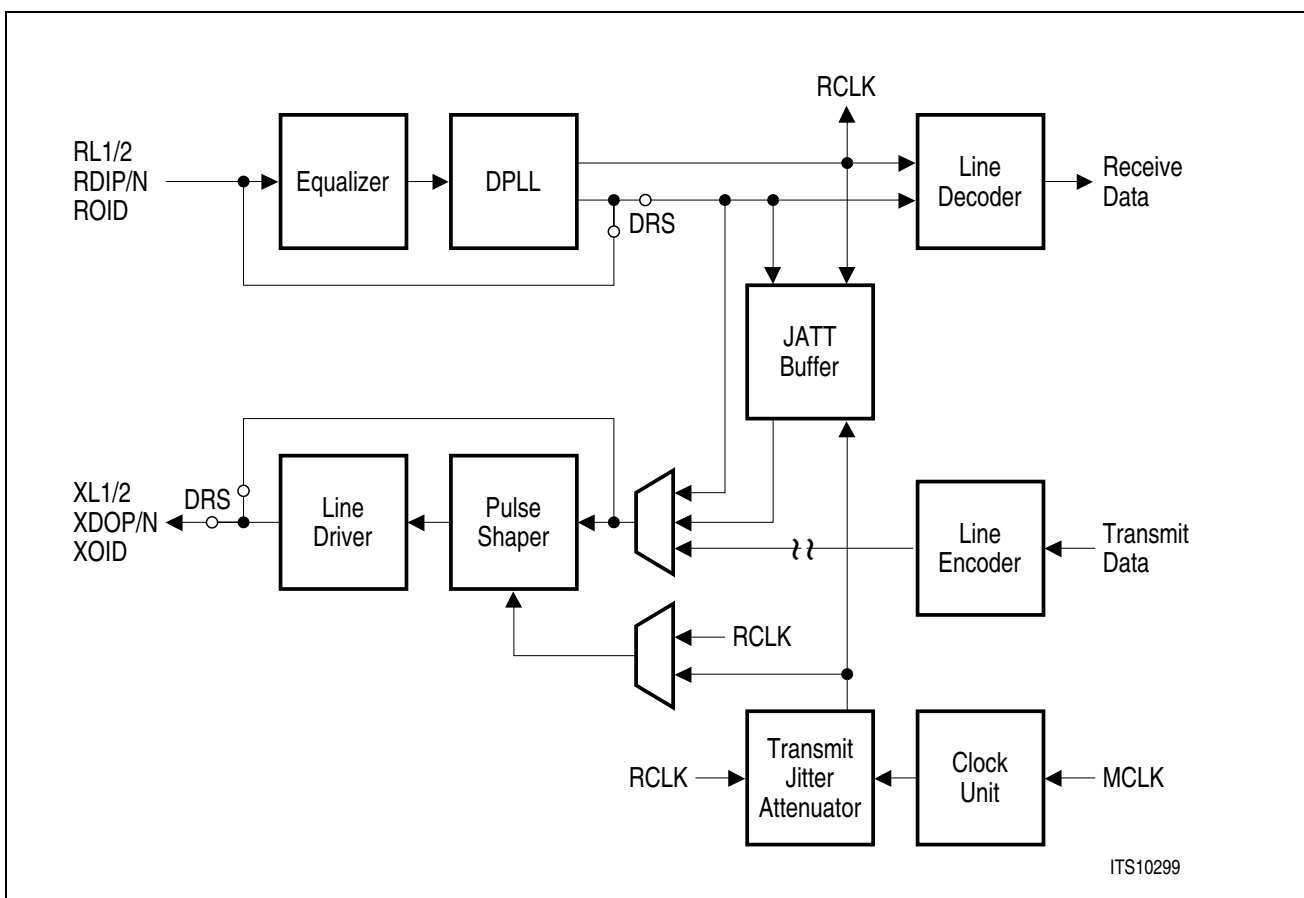 RCLK
RL1/2
RDIP/N
ROID
Equalizer
DPLL
DRS
Line
Decoder
Receive
Data
JATT
Buffer
XL1/2
XDOP/N
XOID
DRS
Line
Driver
Pulse
Shaper
Line
Encoder
Transmit
Data
RCLK
RCLK
Transmit
Jitter
Attenuator
Clock
Unit
MCLK
ITS10299